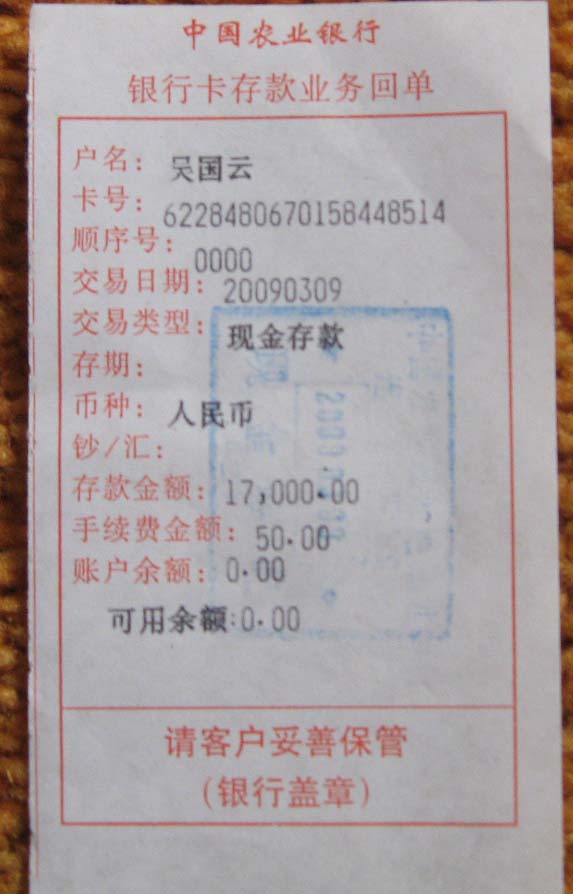 中国农业银行
银行卡存款业务回单
户名：吴国云
卡号：6228480670158448514
顺序号：0000
交易日期：20090309
交易类型：现金存款
存期：
币种：人民币
钞/汇：
存款金额：17,000.00
手续费金额：50.00
账户余额：0.00
可用余额:0.00
请客户妥善保管
（银行盖章）